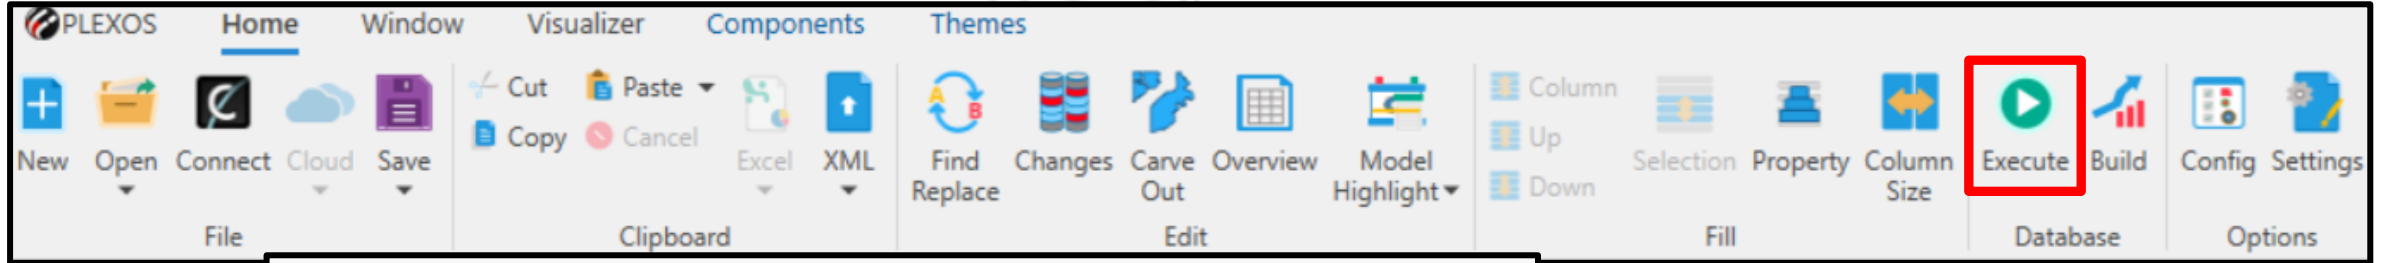 PLEXOS Home Window Visualizer Components Themes
Cut Paste Column
Copy Cancel Up
New Open Connect Cloud Save Excel XML Find Replace Changes Carve Out Overview Model Highlight Selection Property Column Size Execute Build Config Settings
Down
File Clipboard Edit Fill Database Options